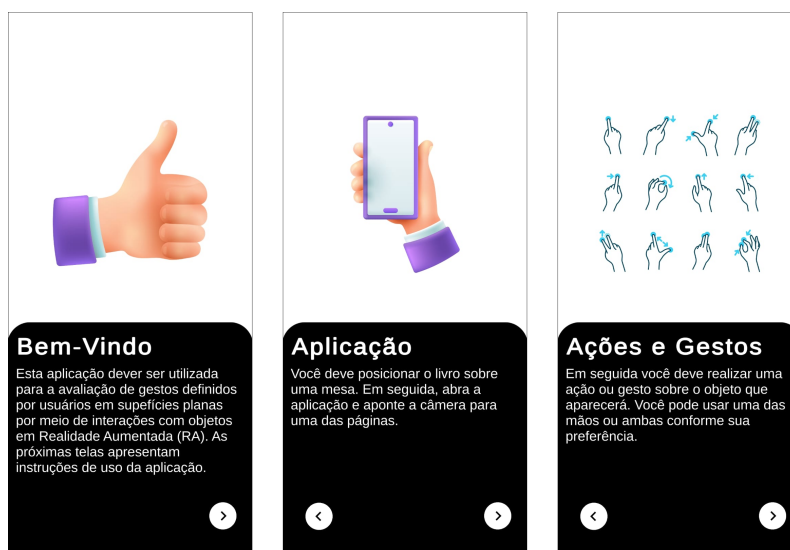 Bem-Vindo
Esta aplicação dever ser utilizada
para a avaliação de gestos definidos
por usuários em supefícies planas
por meio de interações com objetos
em Realidade Aumentada (RA). As
próximas telas apresentam
instruções de uso da aplicação.
Aplicação
Você deve posicionar o livro sobre
uma mesa. Em seguida, abra a
aplicação e aponte a câmera para
uma das páginas.
Ações e Gestos
Em seguida você deve realizar uma
ação ou gesto sobre o objeto que
aparecerá. Você pode usar uma das
mãos ou ambas conforme sua
preferência.